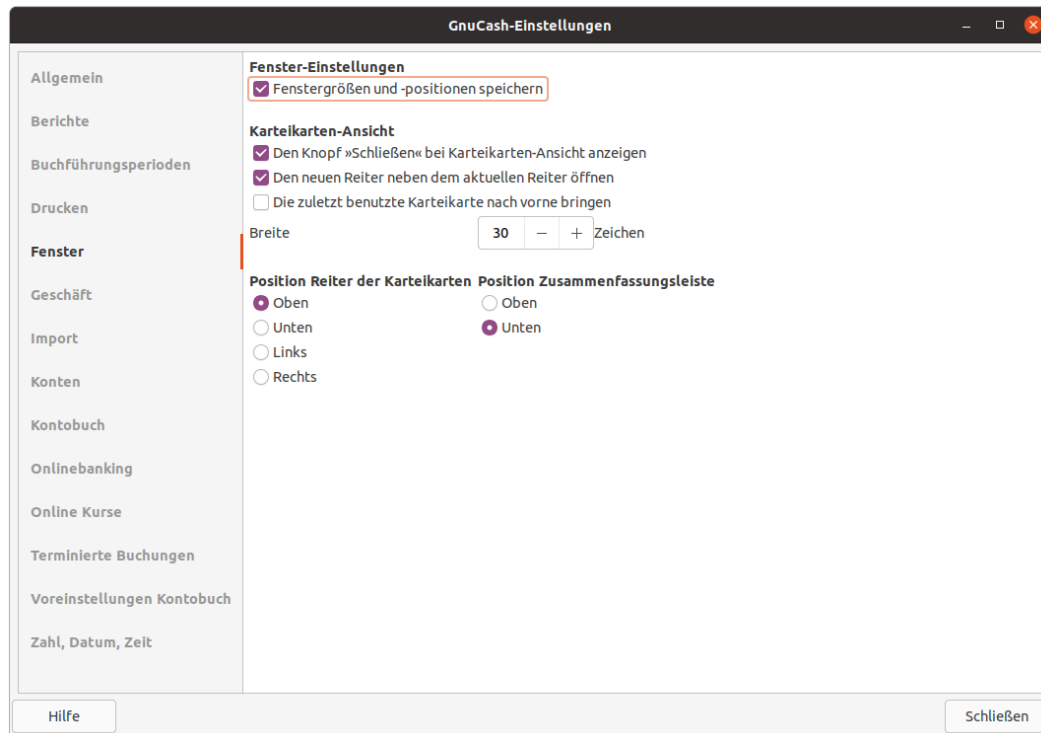 GnuCash-Einstellungen
Allgemein
Berichte
Buchführungsperioden
Drucken
Fenster
Geschäft
Import
Konten
Kontobuch
Onlinebanking
Online Kurse
Terminierte Buchungen
Voreinstellungen Kontobuch
Zahl, Datum, Zeit
Fenster-Einstellungen
Fenstergrößen und -positionen speichern
Karteikarten-Ansicht
Den Knopf »Schließen« bei Karteikarten-Ansicht anzeigen
Den neuen Reiter neben dem aktuellen Reiter öffnen
Die zuletzt benutzte Karteikarte nach vorne bringen
Breite 30 − + Zeichen
Position Reiter der Karteikarten Position Zusammenfassungsleiste
Oben Oben
Unten Unten
Links
Rechts
Hilfe Schließen